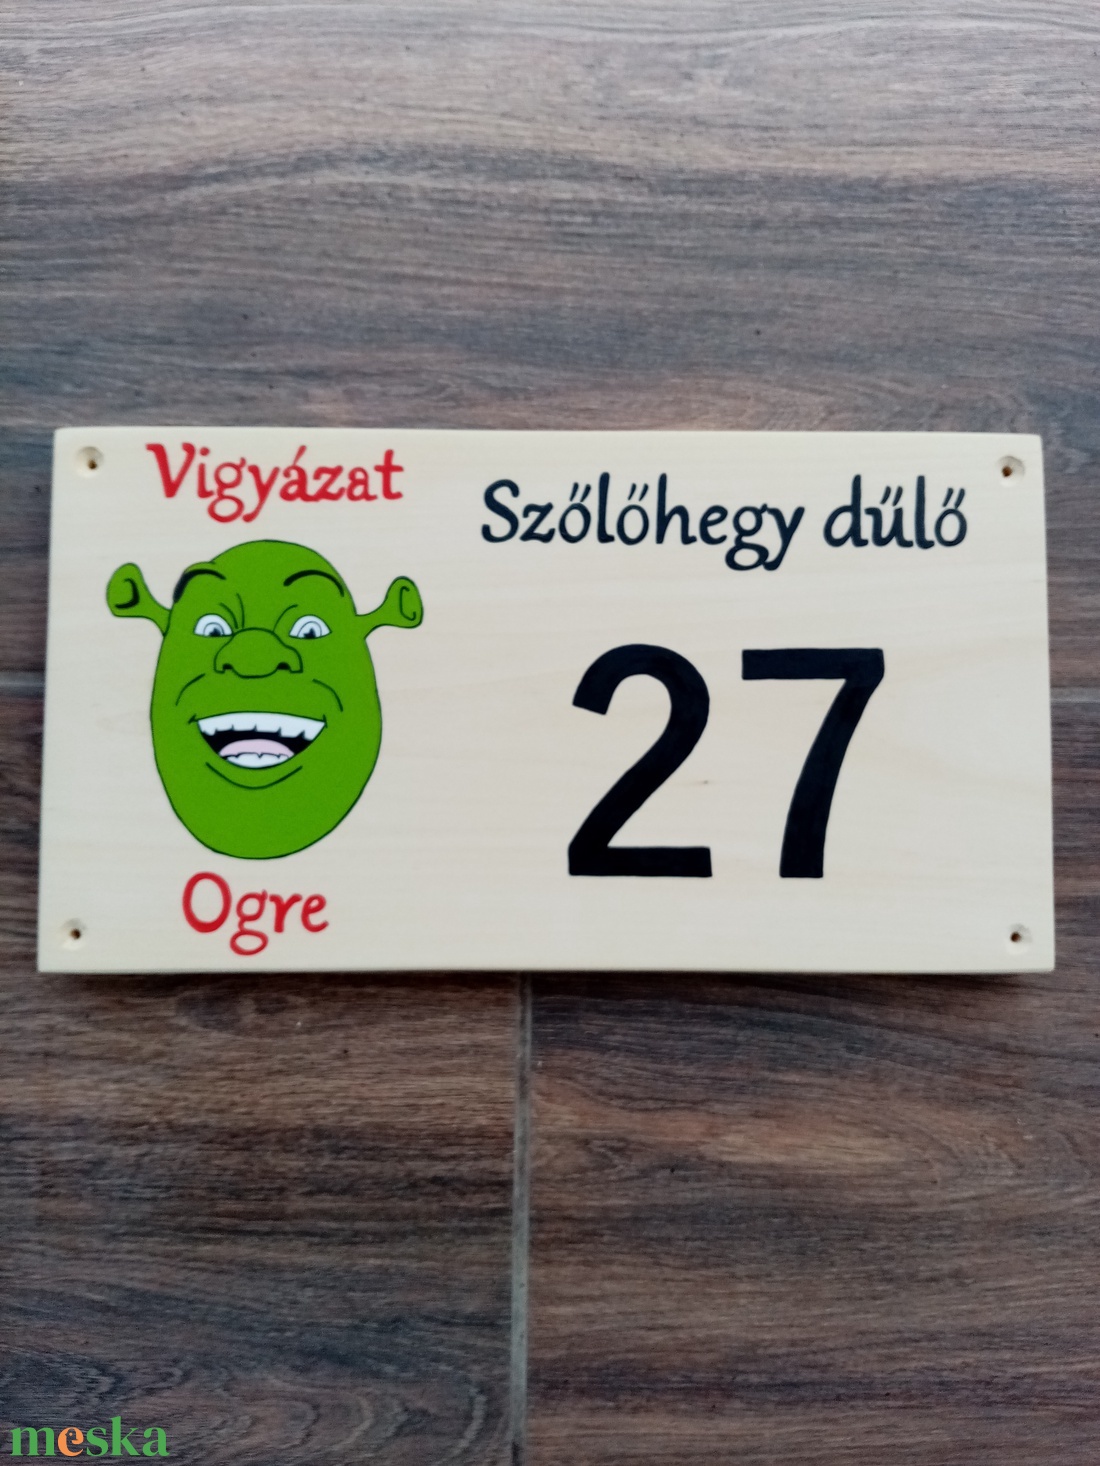 Vigyázat
Szőlőhegy dűlő
27
Ogre
meska